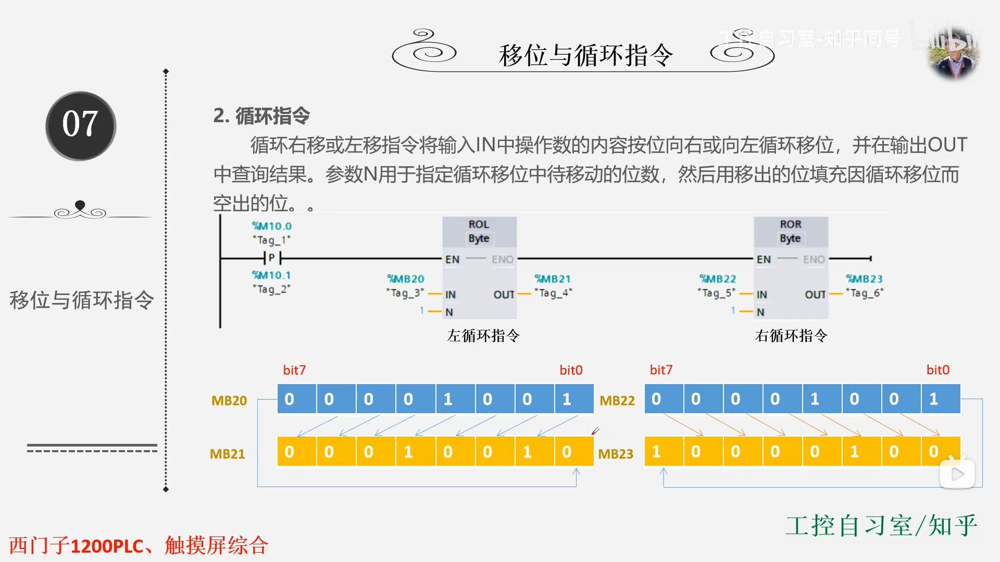 移位与循环指令
工控自习室-知乎同号
07
移位与循环指令
2. 循环指令
循环右移或左移指令将输入IN中操作数的内容按位向右或向左循环移位，并在输出OUT
中查询结果。参数N用于指定循环移位中待移动的位数，然后用移出的位填充因循环移位而
空出的位。。
%M10.0
"Tag_1"
P
%M10.1
"Tag_2"
ROL
Byte
EN ENO
%MB20
"Tag_3"
IN OUT
%MB21
"Tag_4"
1 N
左循环指令
ROR
Byte
EN ENO
%MB22
"Tag_5"
IN OUT
%MB23
"Tag_6"
1 N
右循环指令
bit7 bit0
MB20 0 0 0 0 1 0 0 1
MB21 0 0 0 1 0 0 1 0
bit7 bit0
MB22 0 0 0 0 1 0 0 1
MB23 1 0 0 0 0 1 0 0
工控自习室/知乎
西门子1200PLC、触摸屏综合